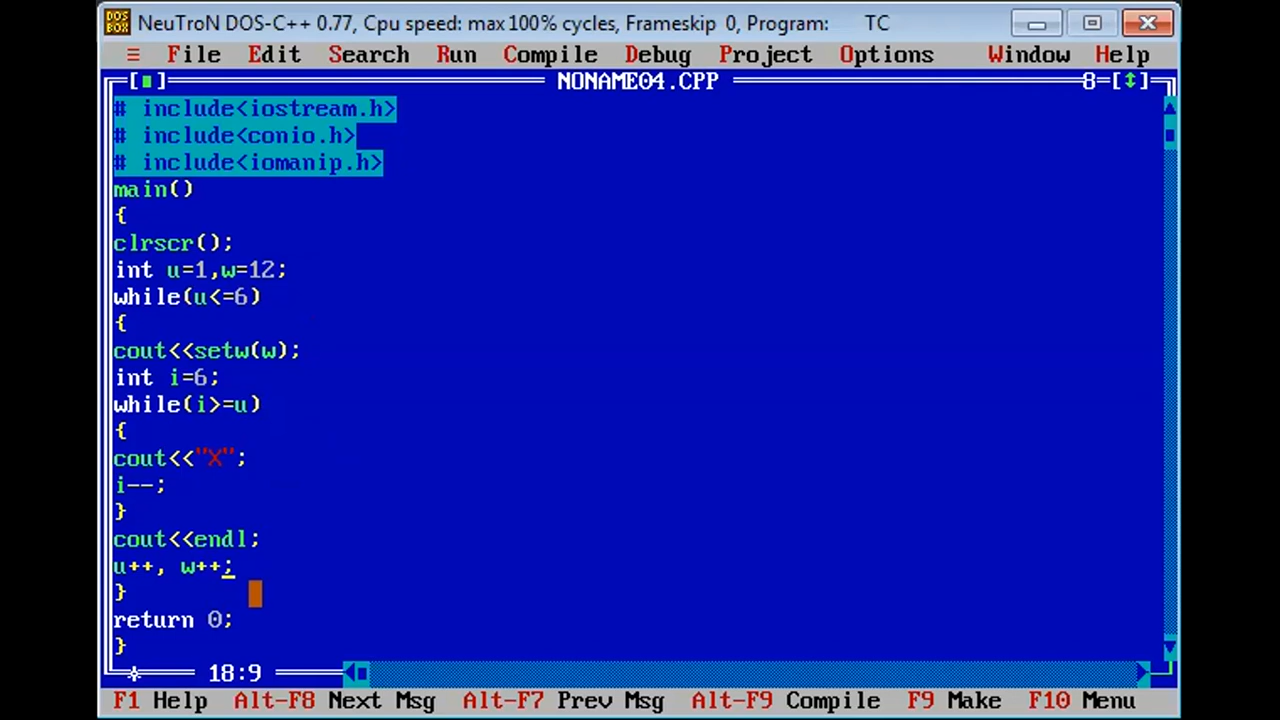 DOS BOX NeuTroN DOS-C++ 0.77, Cpu speed: max 100% cycles, Frameskip 0, Program: TC
≡ File Edit Search Run Compile Debug Project Options Window Help
[■] NONAME04.CPP 8=[↕]
# include<iostream.h>
# include<conio.h>
# include<iomanip.h>
main()
{
clrscr();
int u=1,w=12;
while(u<=6)
{
cout<<setw(w);
int i=6;
while(i>=u)
{
cout<<"X";
i--;
}
cout<<endl;
u++, w++;
}
return 0;
}
18:9
F1 Help Alt-F8 Next Msg Alt-F7 Prev Msg Alt-F9 Compile F9 Make F10 Menu